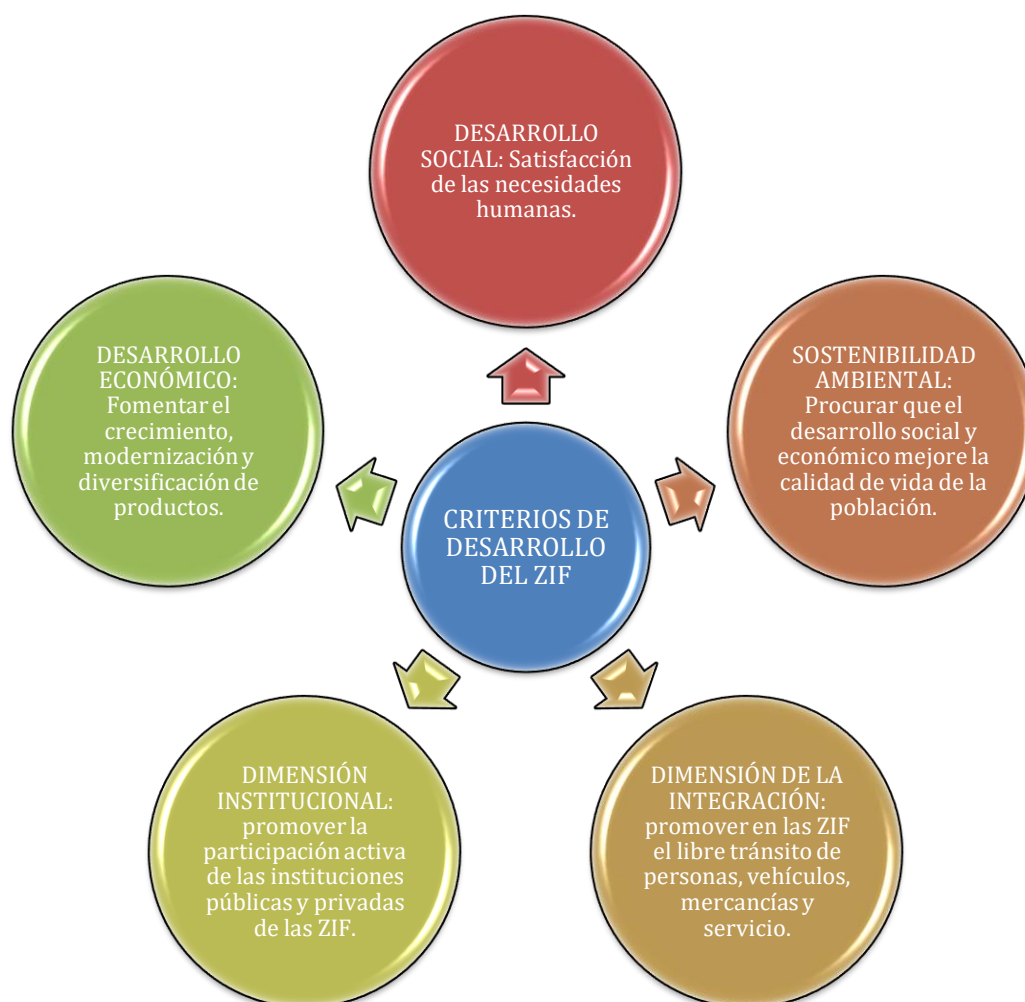 DESARROLLO
SOCIAL: Satisfacción
de las necesidades
humanas.
DESARROLLO
ECONÓMICO:
Fomentar el
crecimiento,
modernización y
diversificación de
productos.
SOSTENIBILIDAD
AMBIENTAL:
Procurar que el
desarrollo social y
económico mejore la
calidad de vida de la
población.
CRITERIOS DE
DESARROLLO
DEL ZIF
DIMENSIÓN
INSTITUCIONAL:
promover la
participación activa
de las instituciones
públicas y privadas
de las ZIF.
DIMENSIÓN DE LA
INTEGRACIÓN:
promover en las ZIF
el libre tránsito de
personas, vehículos,
mercancías y
servicio.